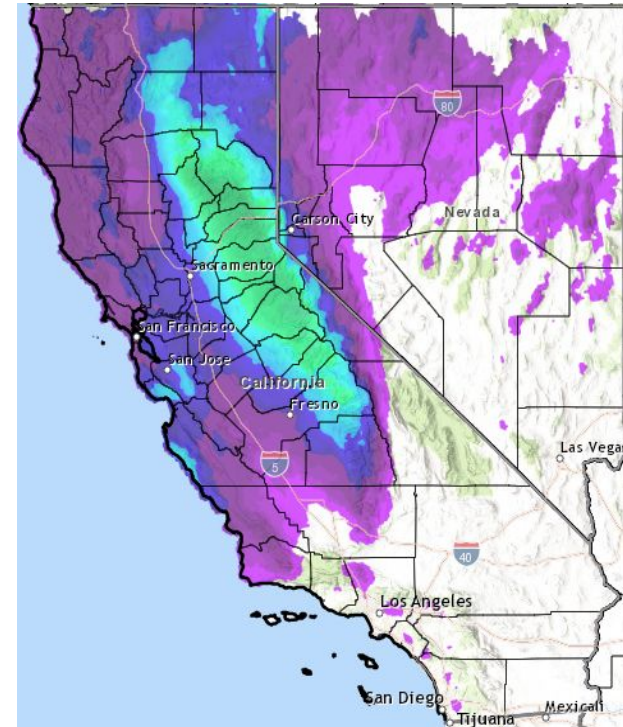 80
Nevada
Carson City
Sacramento
San Francisco
San Jose
California
Fresno
5
Las Vegas
40
Los Angeles
San Diego
Mexicali
Tijuana